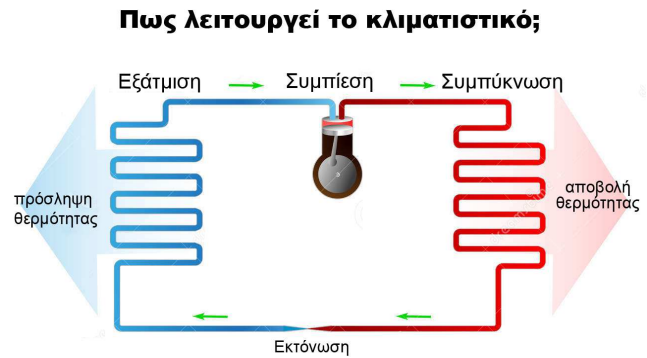 Πως λειτουργεί το κλιματιστικό;
Εξάτμιση
Συμπίεση
Συμπύκνωση
πρόσληψη
θερμότητας
αποβολή
θερμότητας
Εκτόνωση